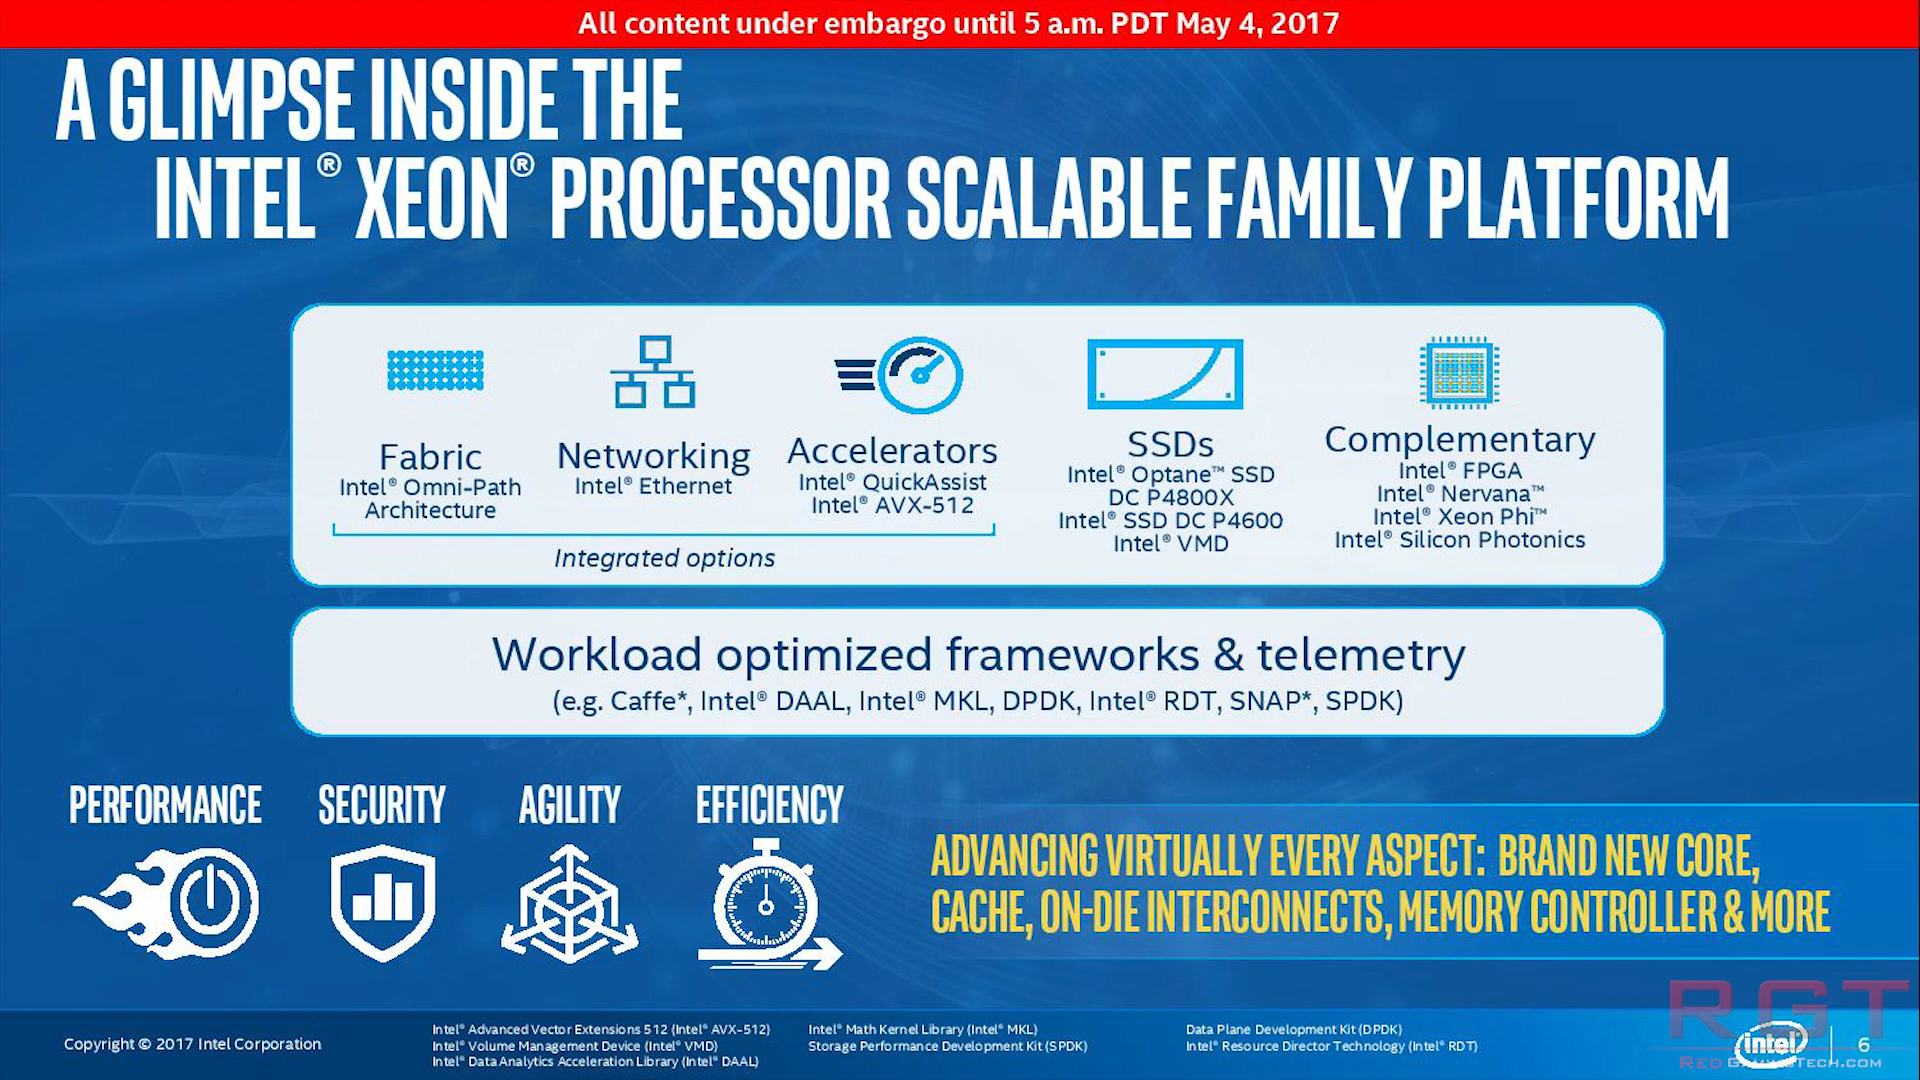 All content under embargo until 5 a.m. PDT May 4, 2017
A GLIMPSE INSIDE THE
INTEL® XEON® PROCESSOR SCALABLE FAMILY PLATFORM
Fabric
Intel® Omni-Path
Architecture
Networking
Intel® Ethernet
Accelerators
Intel® QuickAssist
Intel® AVX-512
Integrated options
SSDs
Intel® Optane™ SSD
DC P4800X
Intel® SSD DC P4600
Intel® VMD
Complementary
Intel® FPGA
Intel® Nervana™
Intel® Xeon Phi™
Intel® Silicon Photonics
Workload optimized frameworks & telemetry
(e.g. Caffe*, Intel® DAAL, Intel® MKL, DPDK, Intel® RDT, SNAP*, SPDK)
PERFORMANCE
SECURITY
AGILITY
EFFICIENCY
ADVANCING VIRTUALLY EVERY ASPECT: BRAND NEW CORE,
CACHE, ON-DIE INTERCONNECTS, MEMORY CONTROLLER & MORE
Copyright © 2017 Intel Corporation
Intel® Advanced Vector Extensions 512 (Intel® AVX-512)
Intel® Volume Management Device (Intel® VMD)
Intel® Data Analytics Acceleration Library (Intel® DAAL)
Intel® Math Kernel Library (Intel® MKL)
Storage Performance Development Kit (SPDK)
Data Plane Development Kit (DPDK)
Intel® Resource Director Technology (Intel® RDT)
RGT
intel
6
REDGAMINGTECH.COM